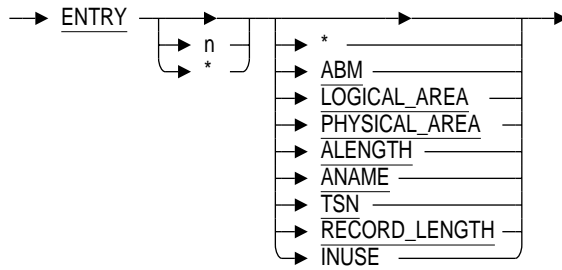 ENTRY
n
*
*
ABM
LOGICAL_AREA
PHYSICAL_AREA
ALENGTH
ANAME
TSN
RECORD_LENGTH
INUSE